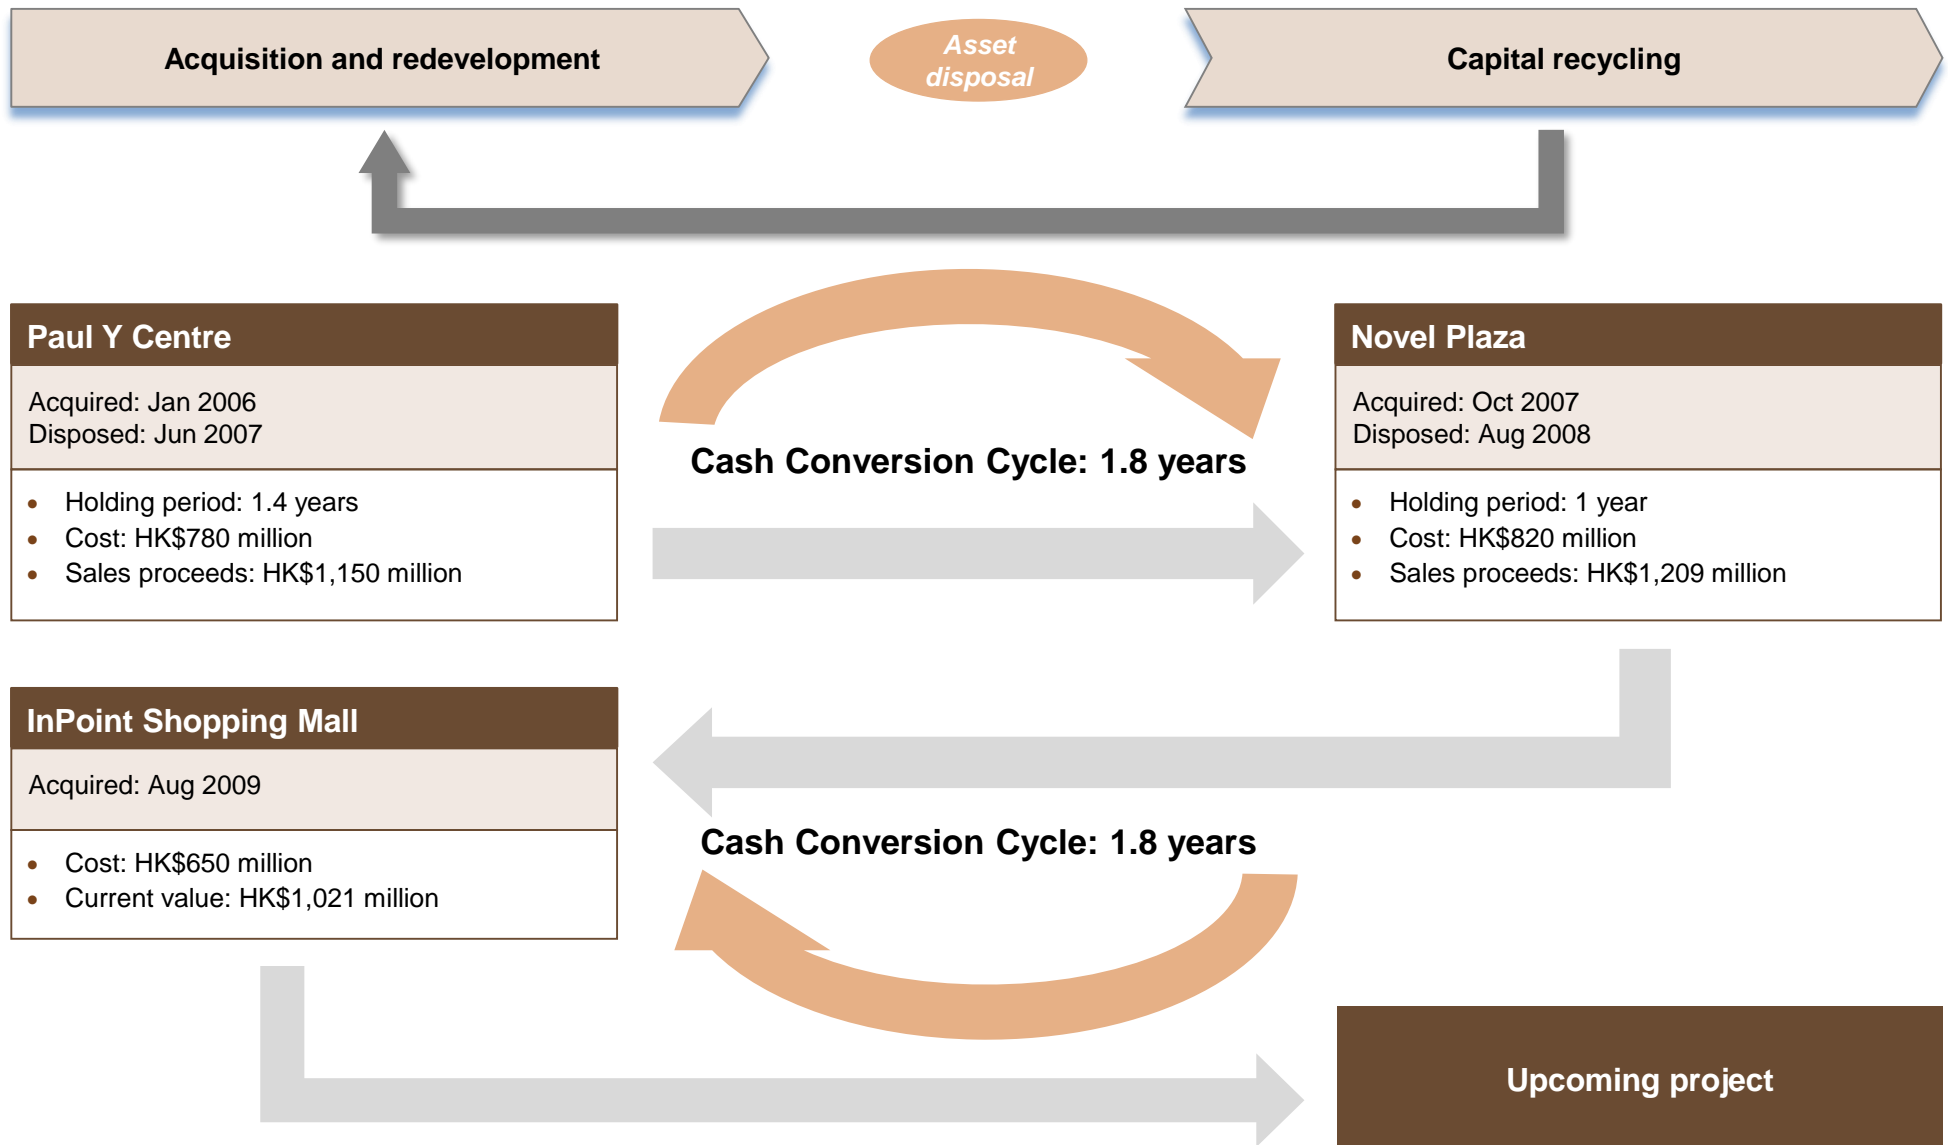 Acquisition and redevelopment
Asset
disposal
Capital recycling
Paul Y Centre
Acquired: Jan 2006
Disposed: Jun 2007
• Holding period: 1.4 years
• Cost: HK$780 million
• Sales proceeds: HK$1,150 million
Cash Conversion Cycle: 1.8 years
Novel Plaza
Acquired: Oct 2007
Disposed: Aug 2008
• Holding period: 1 year
• Cost: HK$820 million
• Sales proceeds: HK$1,209 million
InPoint Shopping Mall
Acquired: Aug 2009
• Cost: HK$650 million
• Current value: HK$1,021 million
Cash Conversion Cycle: 1.8 years
Upcoming project